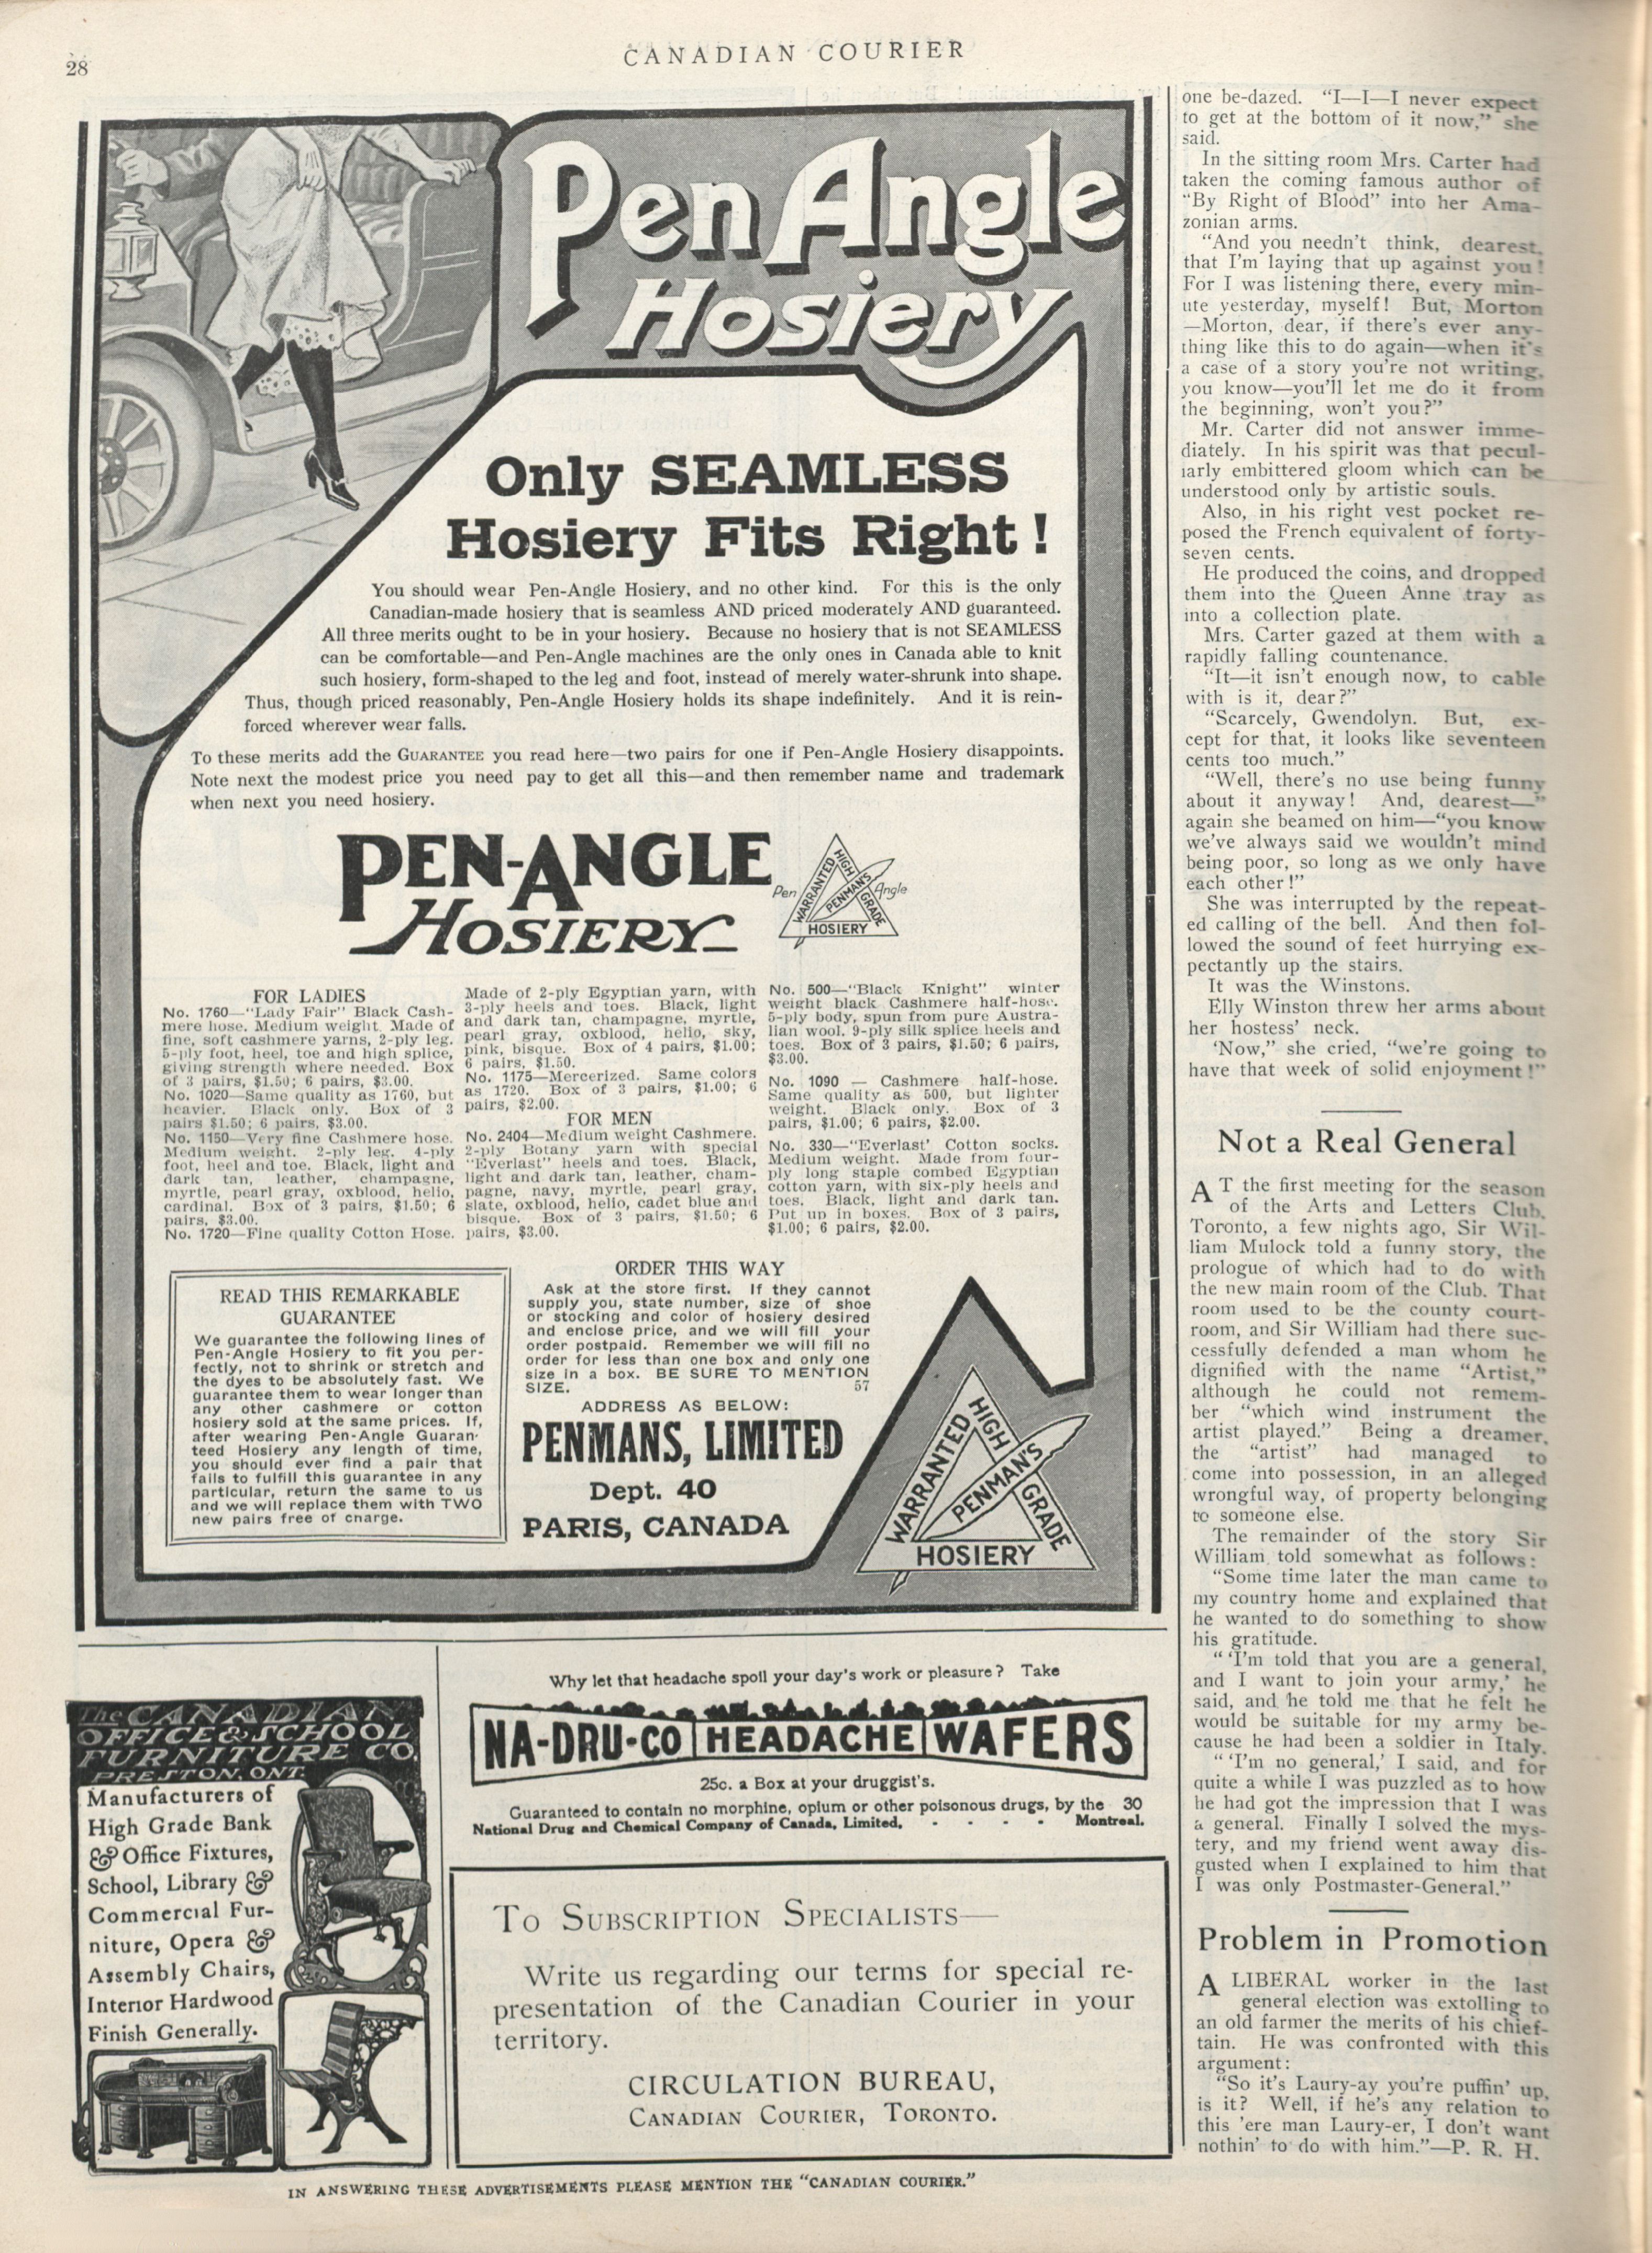 28
CANADIAN COURIER
Pen Angle
Hosiery
Only SEAMLESS
Hosiery Fits Right!
You should wear Pen-Angle Hosiery, and no other kind. For this is the only
Canadian-made hosiery that is seamless AND priced moderately AND guaranteed.
All three merits ought to be in your hosiery. Because no hosiery that is not SEAMLESS
can be comfortable—and Pen-Angle machines are the only ones in Canada able to knit
such hosiery, form-shaped to the leg and foot, instead of merely water-shrunk into shape.
Thus, though priced reasonably, Pen-Angle Hosiery holds its shape indefinitely. And it is rein-
forced wherever wear falls.
To these merits add the GUARANTEE you read here—two pairs for one if Pen-Angle Hosiery disappoints.
Note next the modest price you need pay to get all this—and then remember name and trademark
when next you need hosiery.
PEN-ANGLE
HOSIERY
Pen Angle
WARRANTED
HIGH GRADE
PENMAN'S
HOSIERY
FOR LADIES
No. 1760—"Lady Fair" Black Cash-
mere hose. Medium weight. Made of
fine, soft cashmere yarns, 2-ply leg.
5-ply foot, heel, toe and high splice,
giving strength where needed. Box
of 3 pairs, $1.50; 6 pairs, $3.00.
No. 1020—Same quality as 1760, but
heavier. Black only. Box of 3
pairs $1.50; 6 pairs, $3.00.
No. 1150—Very fine Cashmere hose.
Medium weight. 2-ply leg. 4-ply
foot, heel and toe. Black, light and
dark tan, leather, champagne,
myrtle, pearl gray, oxblood, helio,
cardinal. Box of 3 pairs, $1.50; 6
pairs, $3.00.
No. 1720—Fine quality Cotton Hose.
Made of 2-ply Egyptian yarn, with
3-ply heels and toes. Black, light
and dark tan, champagne, myrtle,
pearl gray, oxblood, helio, sky,
pink, bisque. Box of 4 pairs, $1.00;
6 pairs, $1.50.
No. 1175—Mercerized. Same colors
as 1720. Box of 3 pairs, $1.00; 6
pairs, $2.00.
FOR MEN
No. 2404—Medium weight Cashmere.
2-ply Botany yarn with special
"Everlast" heels and toes. Black,
light and dark tan, leather, cham-
pagne, navy, myrtle, pearl gray,
slate, oxblood, helio, cadet blue and
bisque. Box of 3 pairs, $1.50; 6
pairs, $3.00.
No. 500—"Black Knight" winter
weight black Cashmere half-hose.
5-ply body, spun from pure Austra-
lian wool. 9-ply silk splice heels and
toes. Box of 3 pairs, $1.50; 6 pairs,
$3.00.
No. 1090 — Cashmere half-hose.
Same quality as 500, but lighter
weight. Black only. Box of 3
pairs, $1.00; 6 pairs, $2.00.
No. 330—"Everlast' Cotton socks.
Medium weight. Made from four-
ply long staple combed Egyptian
cotton yarn, with six-ply heels and
toes. Black, light and dark tan.
Put up in boxes. Box of 3 pairs,
$1.00; 6 pairs, $2.00.
READ THIS REMARKABLE
GUARANTEE
We guarantee the following lines of
Pen-Angle Hosiery to fit you per-
fectly, not to shrink or stretch and
the dyes to be absolutely fast. We
guarantee them to wear longer than
any other cashmere or cotton
hosiery sold at the same prices. If,
after wearing Pen-Angle Guaran-
teed Hosiery any length of time,
you should ever find a pair that
fails to fulfill this guarantee in any
particular, return the same to us
and we will replace them with TWO
new pairs free of charge.
ORDER THIS WAY
Ask at the store first. If they cannot
supply you, state number, size of shoe
or stocking and color of hosiery desired
and enclose price, and we will fill your
order postpaid. Remember we will fill no
order for less than one box and only one
size in a box. BE SURE TO MENTION
SIZE. 57
ADDRESS AS BELOW:
PENMANS, LIMITED
Dept. 40
PARIS, CANADA
WARRANTED
HIGH GRADE
PENMAN'S
HOSIERY
The CANADIAN
OFFICE & SCHOOL
FURNITURE CO.
PRESTON, ONT.
Manufacturers of
High Grade Bank
& Office Fixtures,
School, Library &
Commercial Fur-
niture, Opera &
Assembly Chairs,
Interior Hardwood
Finish Generally.
Why let that headache spoil your day's work or pleasure? Take
NA-DRU-CO HEADACHE WAFERS
25c. a Box at your druggist's.
Guaranteed to contain no morphine, opium or other poisonous drugs, by the 30
National Drug and Chemical Company of Canada, Limited. - - - - Montreal.
TO SUBSCRIPTION SPECIALISTS—
Write us regarding our terms for special re-
presentation of the Canadian Courier in your
territory.
CIRCULATION BUREAU,
CANADIAN COURIER, TORONTO.
one be-dazed. "I—I—I never expect
to get at the bottom of it now," she
said.
In the sitting room Mrs. Carter had
taken the coming famous author of
"By Right of Blood" into her Ama-
zonian arms.
"And you needn't think, dearest,
that I'm laying that up against you!
For I was listening there, every min-
ute yesterday, myself! But, Morton
—Morton, dear, if there's ever any-
thing like this to do again—when it's
a case of a story you're not writing,
you know—you'll let me do it from
the beginning, won't you?"
Mr. Carter did not answer imme-
diately. In his spirit was that pecul-
iarly embittered gloom which can be
understood only by artistic souls.
Also, in his right vest pocket re-
posed the French equivalent of forty-
seven cents.
He produced the coins, and dropped
them into the Queen Anne tray as
into a collection plate.
Mrs. Carter gazed at them with a
rapidly falling countenance.
"It—it isn't enough now, to cable
with is it, dear?"
"Scarcely, Gwendolyn. But, ex-
cept for that, it looks like seventeen
cents too much."
"Well, there's no use being funny
about it anyway! And, dearest—"
again she beamed on him—"you know
we've always said we wouldn't mind
being poor, so long as we only have
each other!"
She was interrupted by the repeat-
ed calling of the bell. And then fol-
lowed the sound of feet hurrying ex-
pectantly up the stairs.
It was the Winstons.
Elly Winston threw her arms about
her hostess' neck.
'Now," she cried, "we're going to
have that week of solid enjoyment!"
Not a Real General
AT the first meeting for the season
of the Arts and Letters Club,
Toronto, a few nights ago, Sir Wil-
liam Mulock told a funny story, the
prologue of which had to do with
the new main room of the Club. That
room used to be the county court-
room, and Sir William had there suc-
cessfully defended a man whom he
dignified with the name "Artist,"
although he could not remem-
ber "which wind instrument the
artist played." Being a dreamer,
the "artist" had managed to
come into possession, in an alleged
wrongful way, of property belonging
to someone else.
The remainder of the story Sir
William told somewhat as follows:
"Some time later the man came to
my country home and explained that
he wanted to do something to show
his gratitude.
" 'I'm told that you are a general,
and I want to join your army,' he
said, and he told me that he felt he
would be suitable for my army be-
cause he had been a soldier in Italy.
" 'I'm no general,' I said, and for
quite a while I was puzzled as to how
he had got the impression that I was
a general. Finally I solved the mys-
tery, and my friend went away dis-
gusted when I explained to him that
I was only Postmaster-General."
Problem in Promotion
A LIBERAL worker in the last
general election was extolling to
an old farmer the merits of his chief-
tain. He was confronted with this
argument:
"So it's Laury-ay you're puffin' up,
is it? Well, if he's any relation to
this 'ere man Laury-er, I don't want
nothin' to do with him."—P. R. H.
IN ANSWERING THESE ADVERTISEMENTS PLEASE MENTION THE "CANADIAN COURIER."